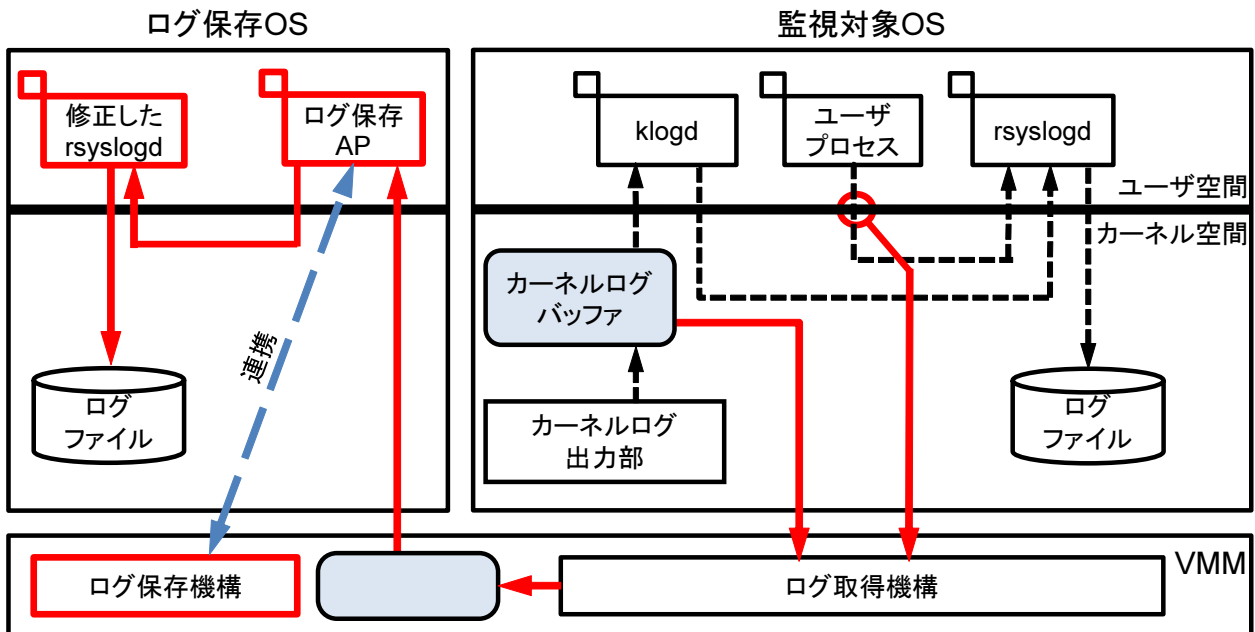 ログ保存OS
監視対象OS
修正した
rsyslogd
ログ保存
AP
klogd
ユーザ
プロセス
rsyslogd
ユーザ空間
カーネル空間
カーネルログ
バッファ
連携
ログ
ファイル
カーネルログ
出力部
ログ
ファイル
VMM
ログ保存機構
ログ取得機構